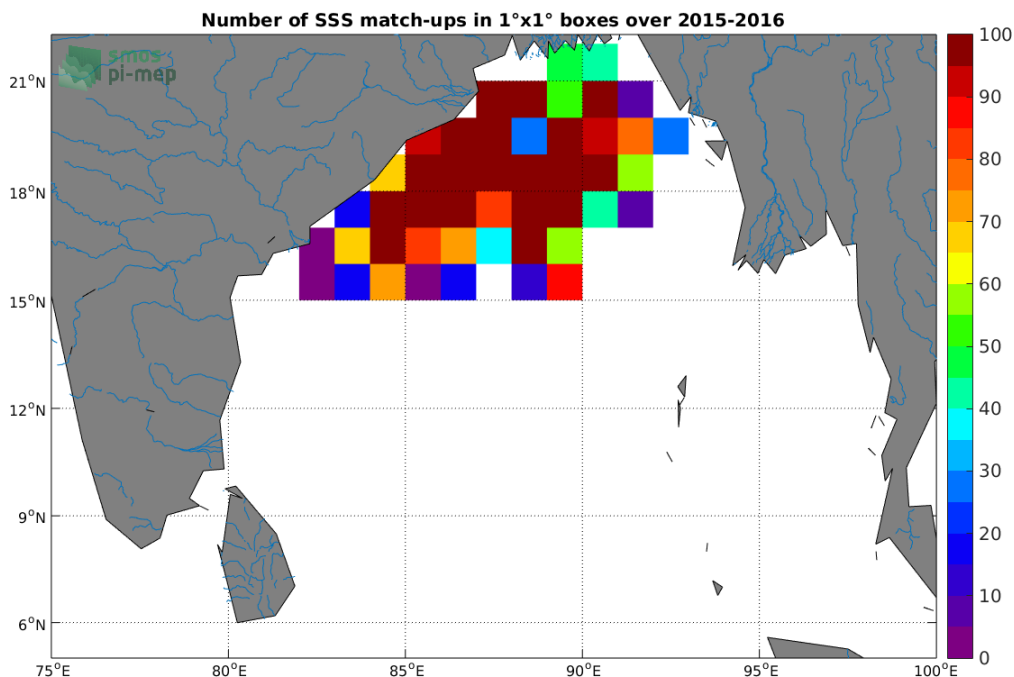 Number of SSS match-ups in 1°x1° boxes over 2015-2016
smos
pi-mep
21°N
18°N
15°N
12°N
9°N
6°N
75°E
80°E
85°E
90°E
95°E
100°E
100
90
80
70
60
50
40
30
20
10
0